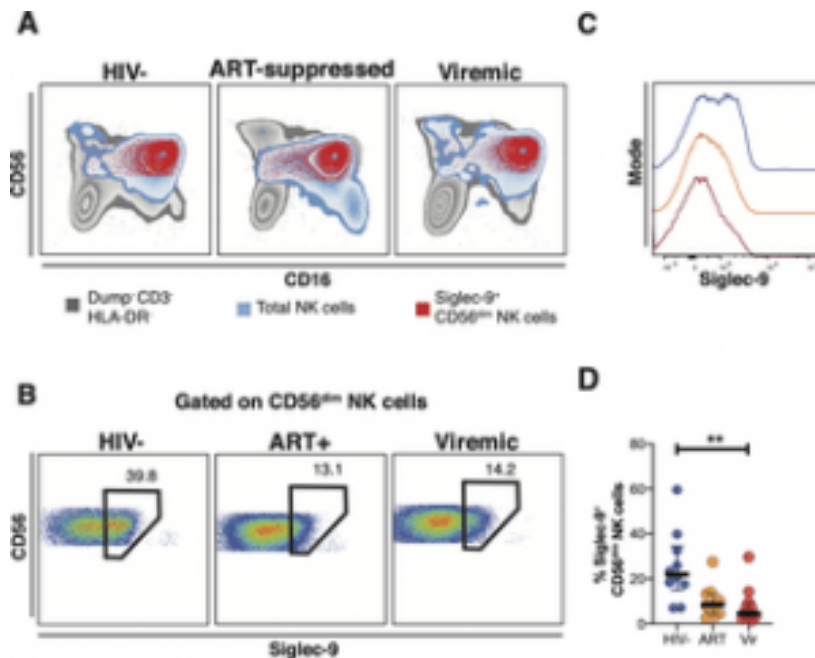 A
HIV-
ART-suppressed
Viremic
CD56
CD16
Dump⁻ CD3⁻
HLA-DR⁻
Total NK cells
Siglec-9⁺
CD56ᵈⁱᵐ NK cells
B
Gated on CD56ᵈⁱᵐ NK cells
HIV-
ART+
Viremic
39.8
13.1
14.2
CD56
Siglec-9
C
Mode
Siglec-9
D
**
% Siglec-9⁺
CD56ᵈⁱᵐ NK cells
80
60
40
20
0
HIV-
ART
Vir